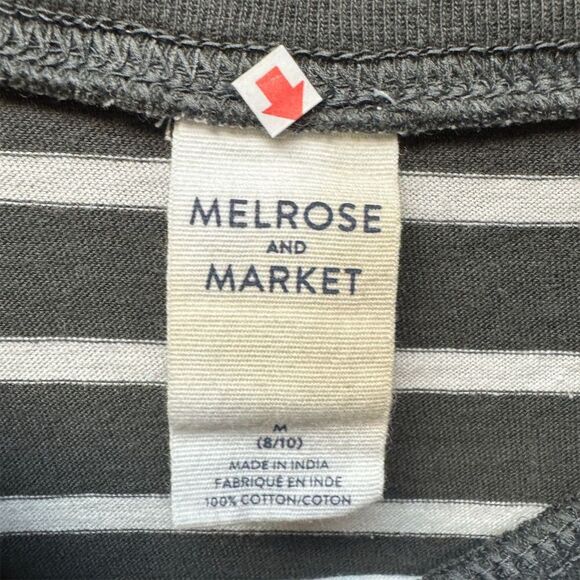 MELROSE
AND
MARKET
M
(8/10)
MADE IN INDIA
FABRIQUÉ EN INDE
100% COTTON/COTON